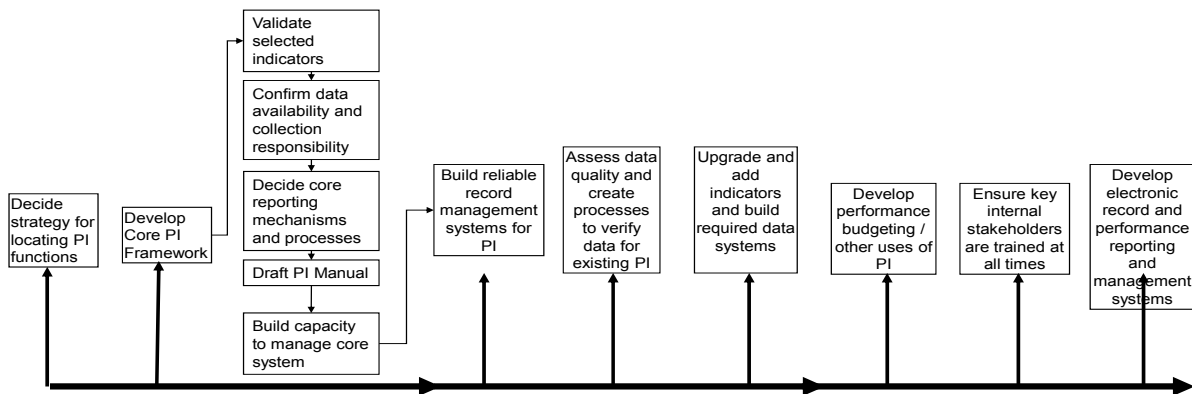 Decide
strategy for
locating PI
functions
Develop
Core PI
Framework
Validate
selected
indicators
Confirm data
availability and
collection
responsibility
Decide core
reporting
mechanisms
and processes
Draft PI Manual
Build capacity
to manage core
system
Build reliable
record
management
systems for PI
Assess data
quality and
create
processes
to verify
data for
existing PI
Upgrade and
add
indicators
and build
required data
systems
Develop
performance
budgeting /
other uses of
PI
Ensure key
internal
stakeholders
are trained at
all times
Develop
electronic
record and
performance
reporting
and
management
systems